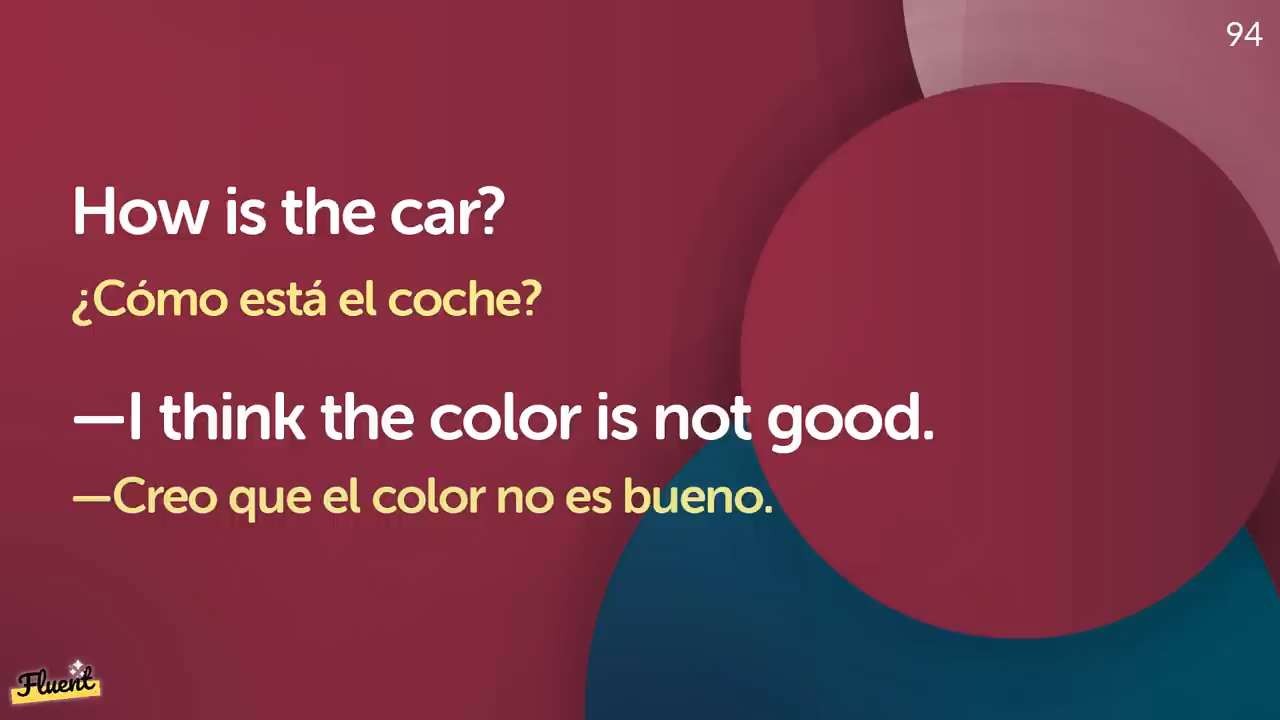 94
How is the car?
¿Cómo está el coche?
—I think the color is not good.
—Creo que el color no es bueno.
Fluent